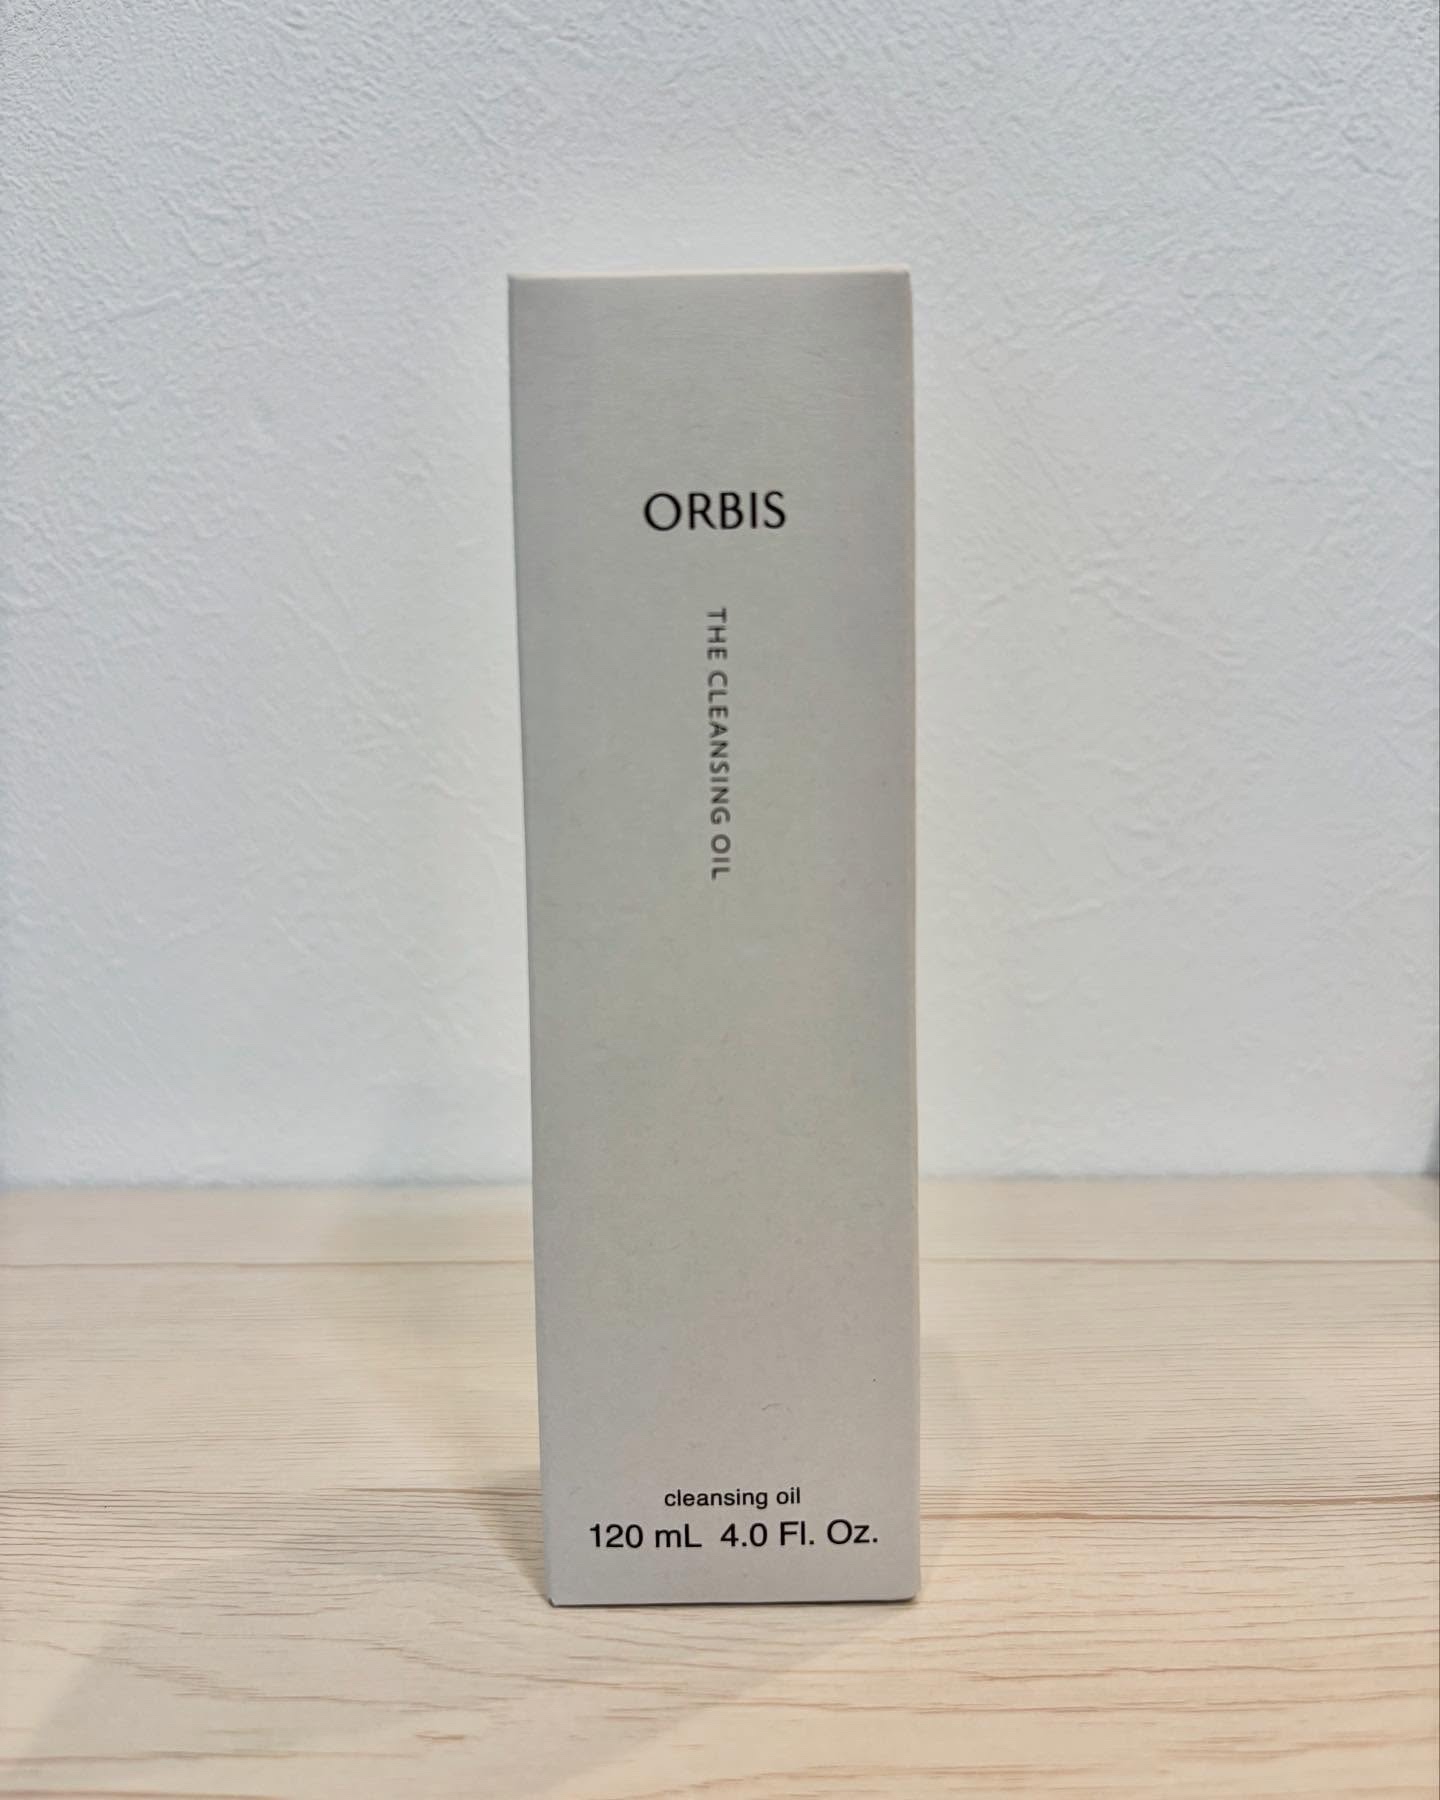 ORBIS
THE CLEANSING OIL
cleansing oil
120 mL 4.0 Fl. Oz.